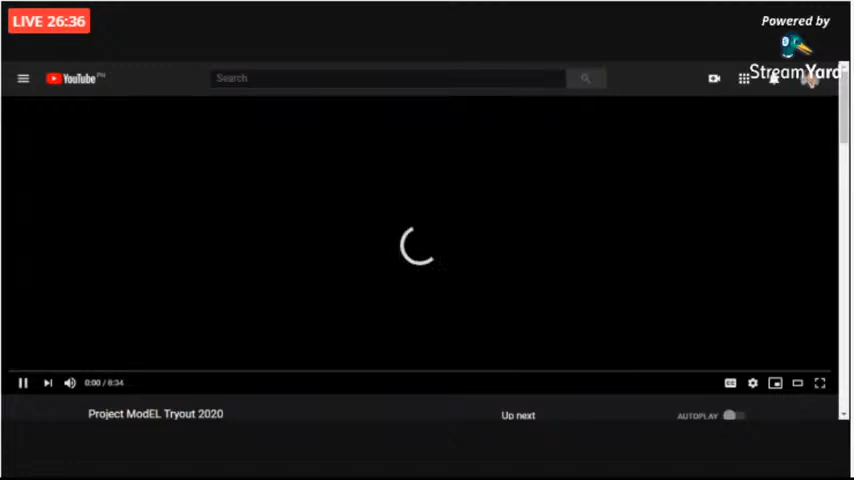 LIVE 26:36
Powered by
StreamYard
YouTube PH
Search
0:00 / 8:34
Project ModEL Tryout 2020
Up next
AUTOPLAY